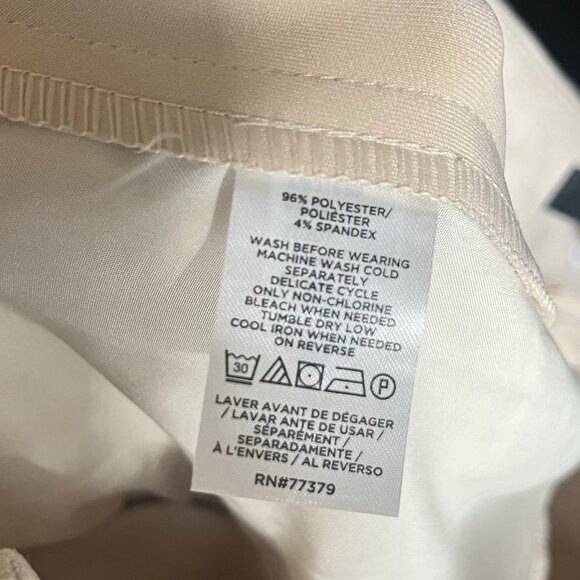 96% POLYESTER/
POLIÉSTER
4% SPANDEX
WASH BEFORE WEARING
MACHINE WASH COLD
SEPARATELY
DELICATE CYCLE
ONLY NON-CHLORINE
BLEACH WHEN NEEDED
TUMBLE DRY LOW
COOL IRON WHEN NEEDED
ON REVERSE
30 P
LAVER AVANT DE DÉGAGER
/ LAVAR ANTE DE USAR /
SÉPARÉMENT /
SEPARADAMENTE /
À L'ENVERS / AL REVERSO
RN#77379